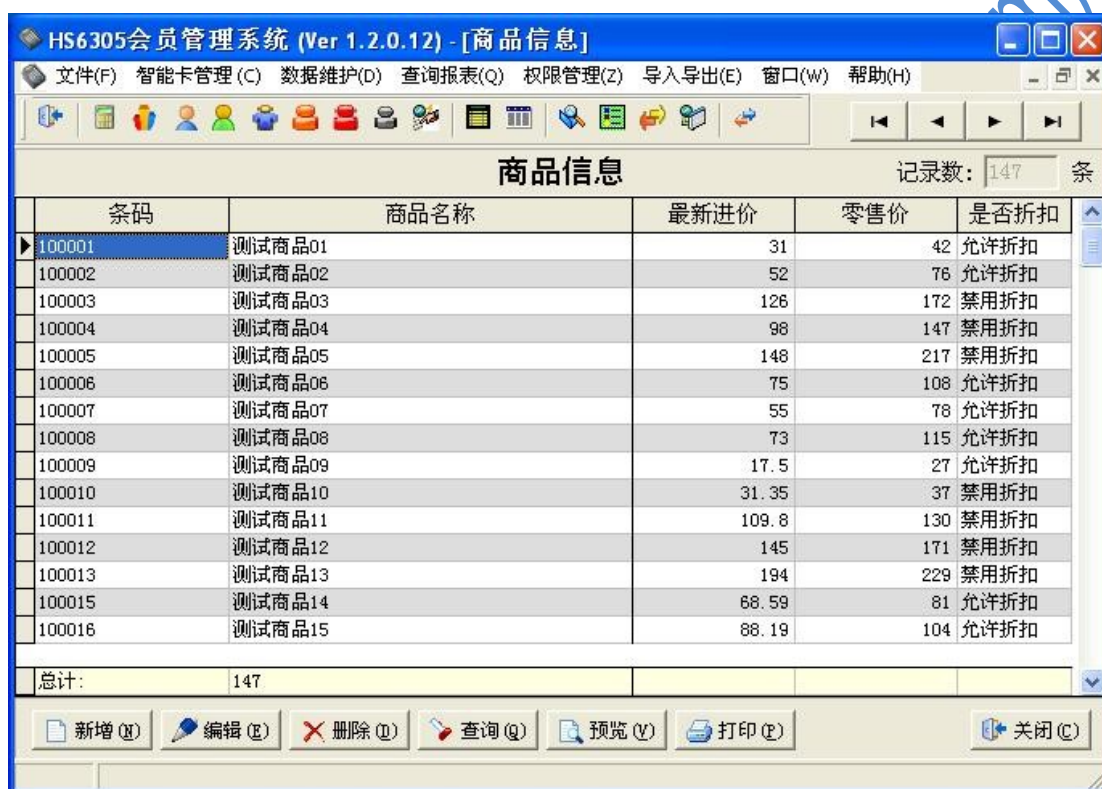 HS6305会员管理系统 (Ver 1.2.0.12) - [商品信息]
文件(F) 智能卡管理(C) 数据维护(D) 查询报表(Q) 权限管理(Z) 导入导出(E) 窗口(W) 帮助(H)
商品信息 记录数: 147 条
条码 商品名称 最新进价 零售价 是否折扣
100001 测试商品01 31 42 允许折扣
100002 测试商品02 52 76 允许折扣
100003 测试商品03 126 172 禁用折扣
100004 测试商品04 98 147 禁用折扣
100005 测试商品05 148 217 禁用折扣
100006 测试商品06 75 108 允许折扣
100007 测试商品07 55 78 允许折扣
100008 测试商品08 73 115 允许折扣
100009 测试商品09 17.5 27 允许折扣
100010 测试商品10 31.35 37 禁用折扣
100011 测试商品11 109.8 130 禁用折扣
100012 测试商品12 145 171 禁用折扣
100013 测试商品13 194 229 禁用折扣
100015 测试商品14 68.59 81 允许折扣
100016 测试商品15 88.19 104 允许折扣
总计: 147
新增(N) 编辑(E) 删除(D) 查询(Q) 预览(V) 打印(P) 关闭(C)